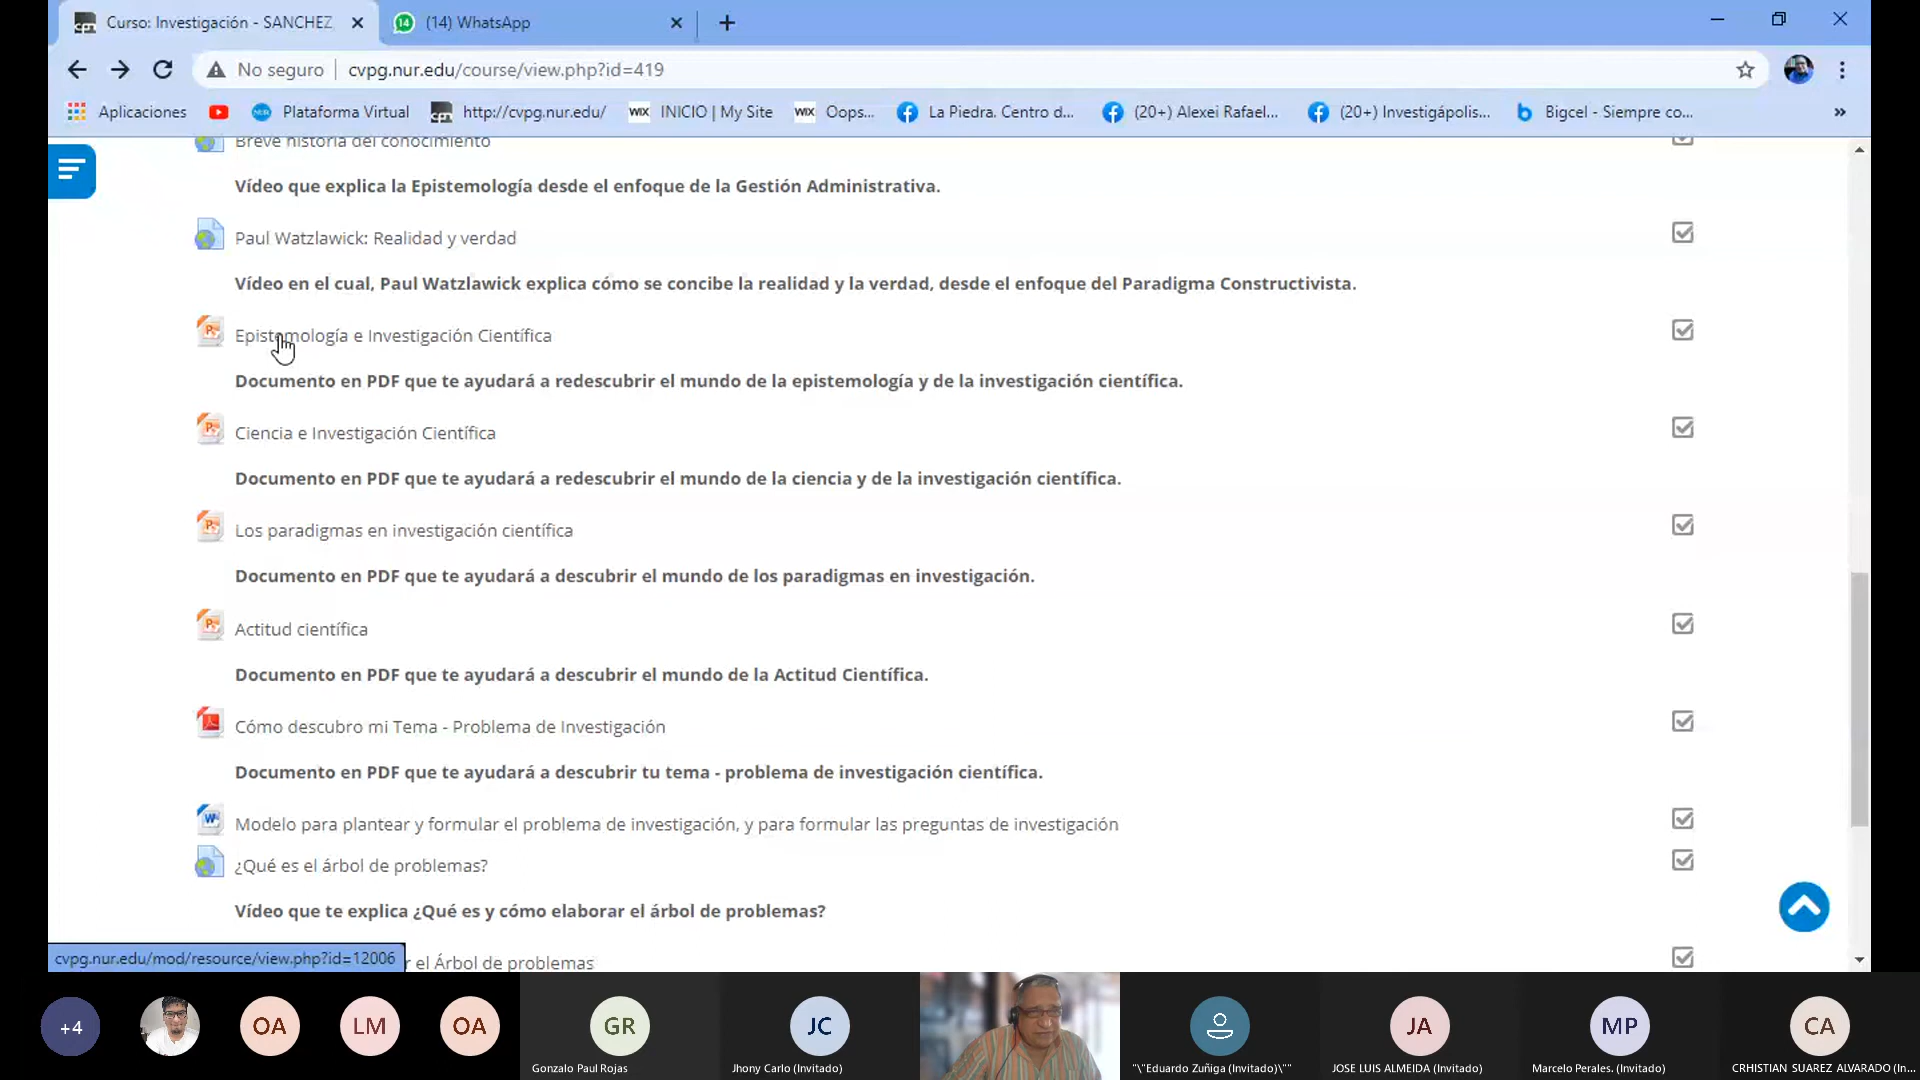 Curso: Investigación - SANCHEZ
14
(14) WhatsApp
No seguro
cvpg.nur.edu/course/view.php?id=419
Aplicaciones
Plataforma Virtual
http://cvpg.nur.edu/
WIX INICIO | My Site
WIX Oops...
La Piedra. Centro d...
(20+) Alexei Rafael...
(20+) Investigápolis...
Bigcel - Siempre co...
»
Breve historia del conocimiento
Vídeo que explica la Epistemología desde el enfoque de la Gestión Administrativa.
Paul Watzlawick: Realidad y verdad
Vídeo en el cual, Paul Watzlawick explica cómo se concibe la realidad y la verdad, desde el enfoque del Paradigma Constructivista.
Epistemología e Investigación Científica
Documento en PDF que te ayudará a redescubrir el mundo de la epistemología y de la investigación científica.
Ciencia e Investigación Científica
Documento en PDF que te ayudará a redescubrir el mundo de la ciencia y de la investigación científica.
Los paradigmas en investigación científica
Documento en PDF que te ayudará a descubrir el mundo de los paradigmas en investigación.
Actitud científica
Documento en PDF que te ayudará a descubrir el mundo de la Actitud Científica.
Cómo descubro mi Tema - Problema de Investigación
Documento en PDF que te ayudará a descubrir tu tema - problema de investigación científica.
Modelo para plantear y formular el problema de investigación, y para formular las preguntas de investigación
¿Qué es el árbol de problemas?
Vídeo que te explica ¿Qué es y cómo elaborar el árbol de problemas?
cvpg.nur.edu/mod/resource/view.php?id=12006
r el Árbol de problemas
+4
OA
LM
OA
GR
JC
JA
MP
CA
Gonzalo Paul Rojas
Jhony Carlo (Invitado)
"\"Eduardo Zuñiga (Invitado)\""
JOSE LUIS ALMEIDA (Invitado)
Marcelo Perales. (Invitado)
CRHISTIAN SUAREZ ALVARADO (In...